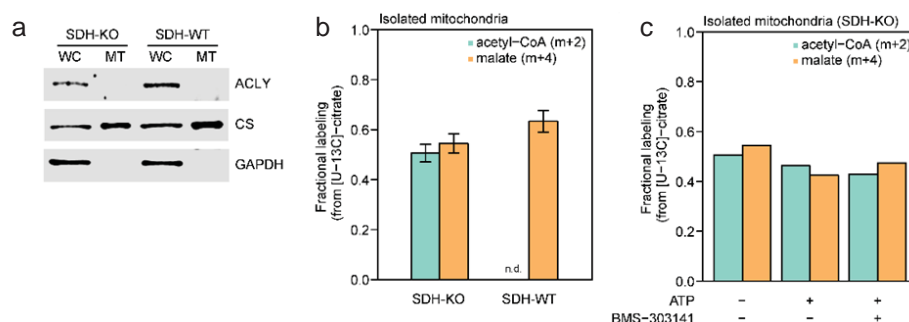 a
SDH-KO SDH-WT
WC MT WC MT
ACLY
CS
GAPDH
b
Isolated mitochondria
acetyl−CoA (m+2)
malate (m+4)
Fractional labeling
(from [U−13C]−citrate)
1.0
0.8
0.6
0.4
0.2
0.0
n.d.
SDH-KO SDH-WT
c
Isolated mitochondria (SDH-KO)
acetyl−CoA (m+2)
malate (m+4)
Fractional labeling
(from [U−13C]−citrate)
1.0
0.8
0.6
0.4
0.2
0.0
ATP − + +
BMS−303141 − − +